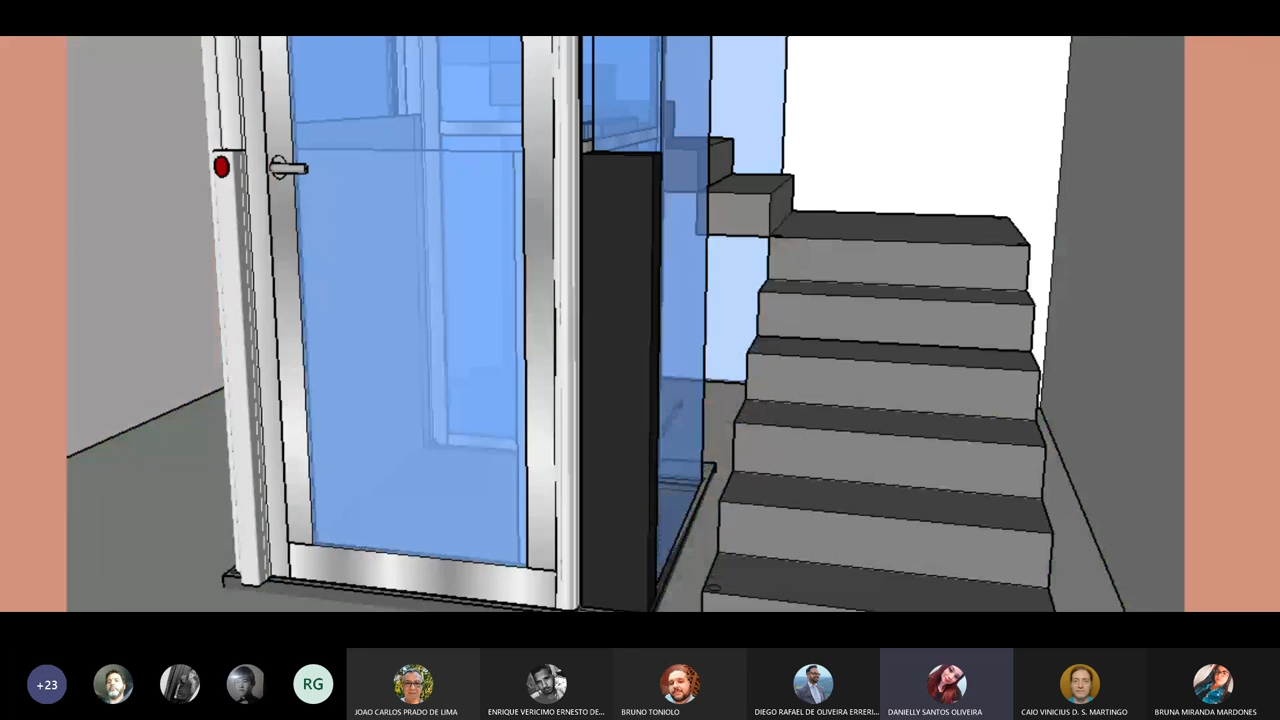 +23
RG
JOAO CARLOS PRADO DE LIMA
ENRIQUE VERICIMO ERNESTO DE...
BRUNO TONIOLO
DIEGO RAFAEL DE OLIVEIRA ERRERI...
DANIELLY SANTOS OLIVEIRA
CAIO VINICIUS D. S. MARTINGO
BRUNA MIRANDA MARDONES